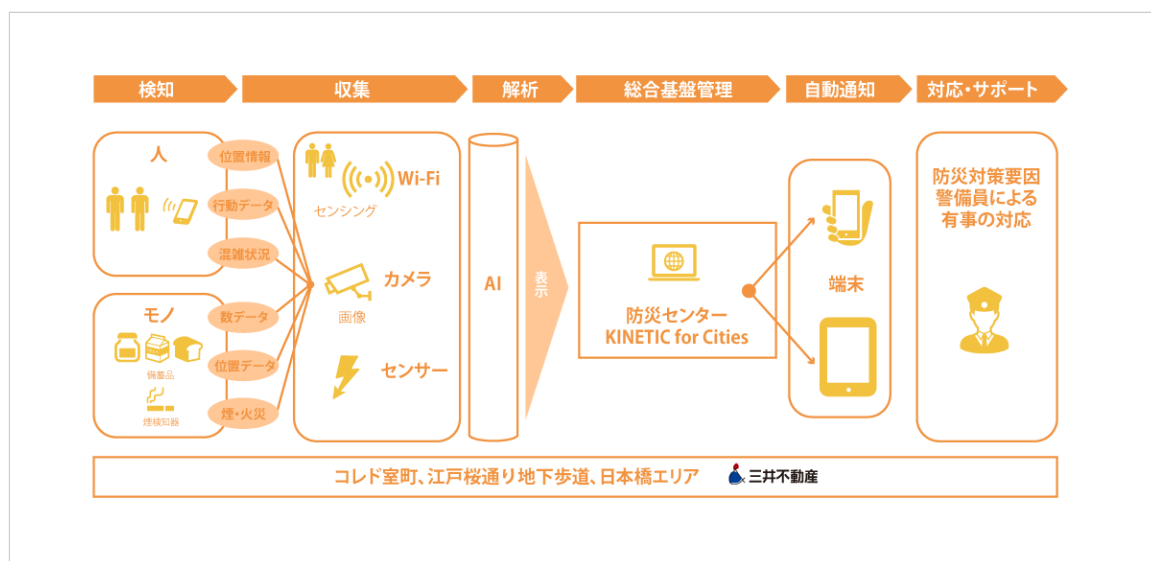 検知
収集
解析
総合基盤管理
自動通知
対応・サポート
人
位置情報
行動データ
混雑状況
モノ
備蓄品
煙検知器
数データ
位置データ
煙・火災
Wi-Fi
センシング
カメラ
画像
センサー
AI
表示
防災センター
KINETIC for Cities
端末
防災対策要因
警備員による
有事の対応
コレド室町、江戸桜通り地下歩道、日本橋エリア 三井不動産